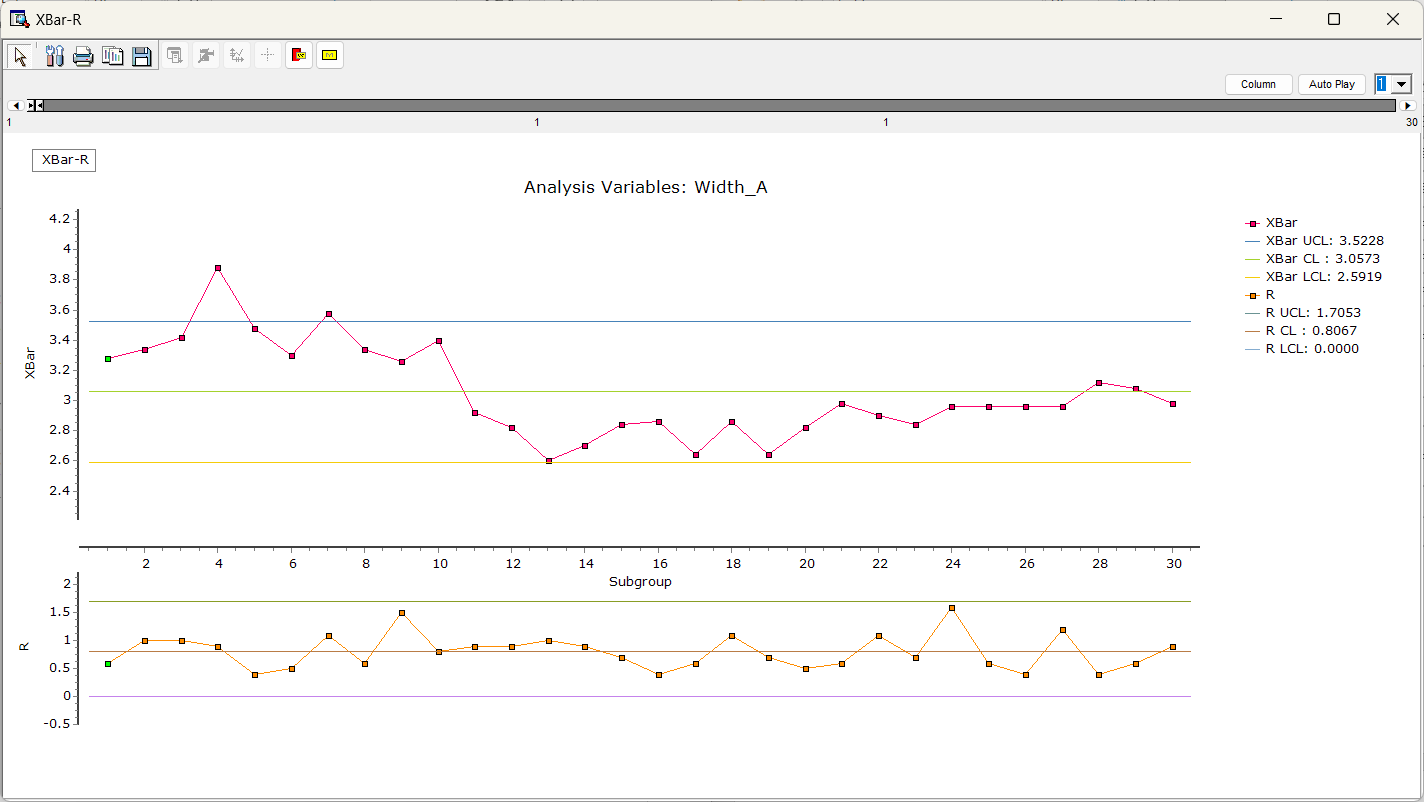 XBar-R
Column
Auto Play
1
1
1
1
30
XBar-R
Analysis Variables: Width_A
4.2
4
3.8
3.6
3.4
3.2
3
2.8
2.6
2.4
XBar
XBar
XBar UCL: 3.5228
XBar CL : 3.0573
XBar LCL: 2.5919
R
R UCL: 1.7053
R CL : 0.8067
R LCL: 0.0000
2 4 6 8 10 12 14 16 18 20 22 24 26 28 30
Subgroup
2
1.5
1
0.5
0
-0.5
R